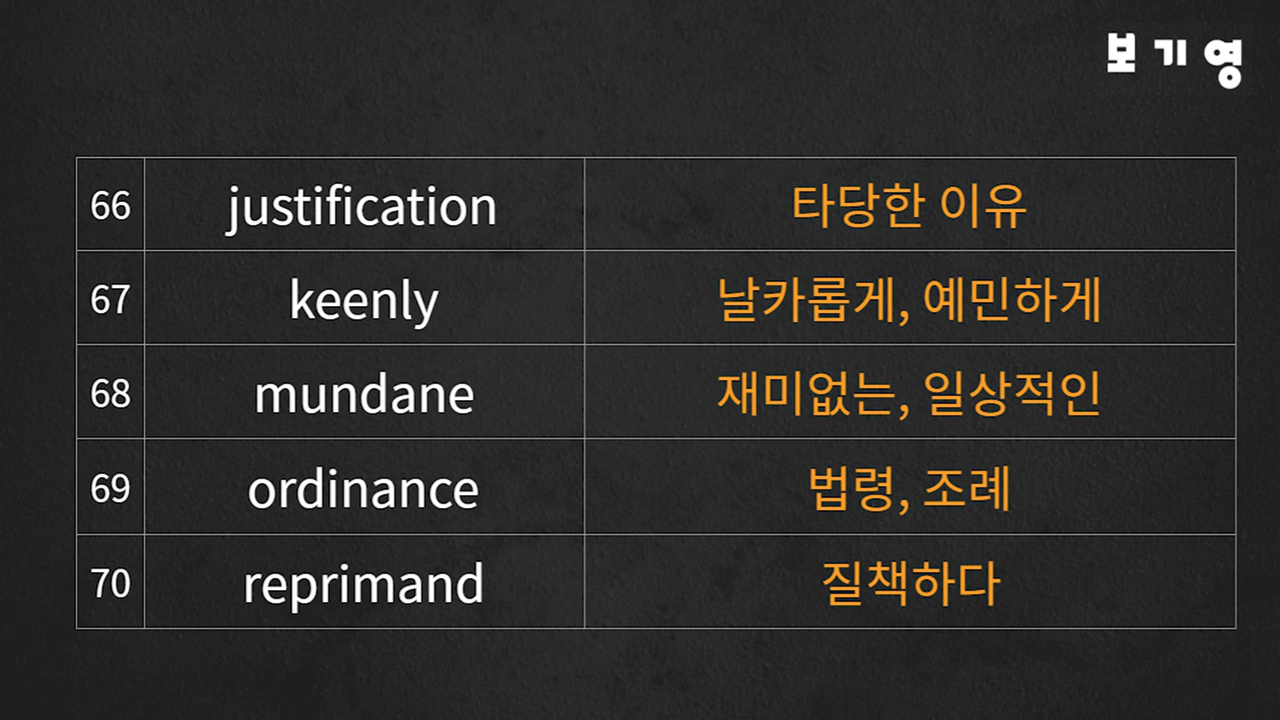 보기영
66 justification 타당한 이유
67 keenly 날카롭게, 예민하게
68 mundane 재미없는, 일상적인
69 ordinance 법령, 조례
70 reprimand 질책하다